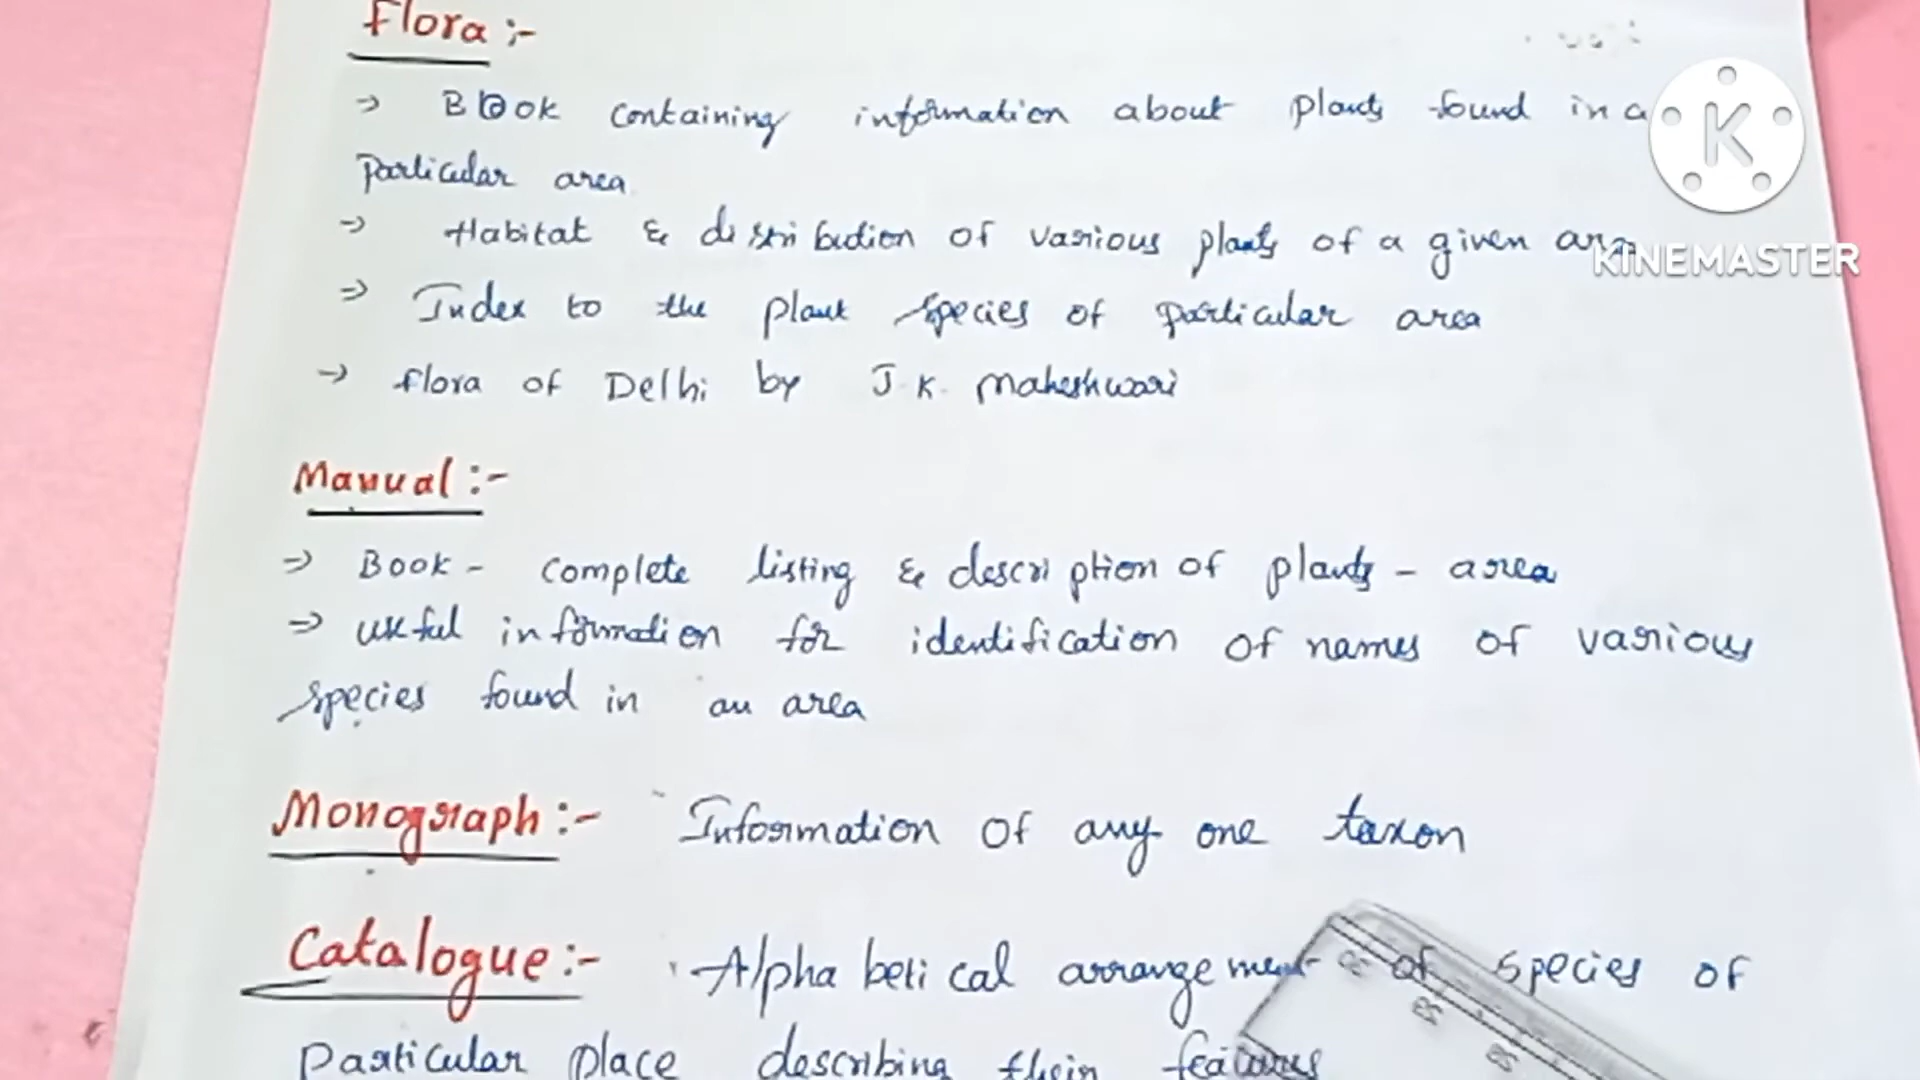 Flora :-
⇒ Book containing information about plants found in a
particular area
⇒ Habitat & distribution of various plants of a given area
⇒ Index to the plant species of particular area
→ flora of Delhi by J.K. Maheshwari
Manual :-
⇒ Book - complete listing & description of plants - area
⇒ useful information for identification of names of various
species found in an area
Monograph :- Information of any one taxon
Catalogue :- Alphabetical arrangement of species of
particular place describing their features
K
KINEMASTER